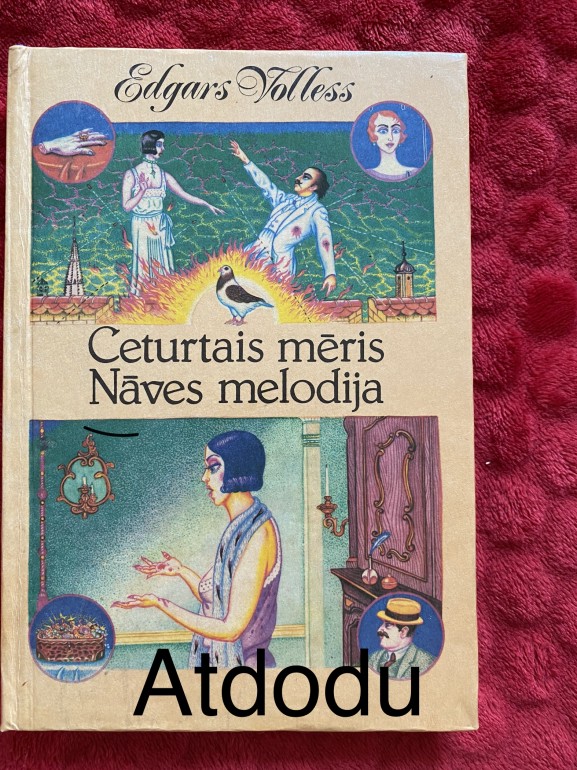 Edgars Volless
Ceturtais mēris
Nāves melodija
Atdodu